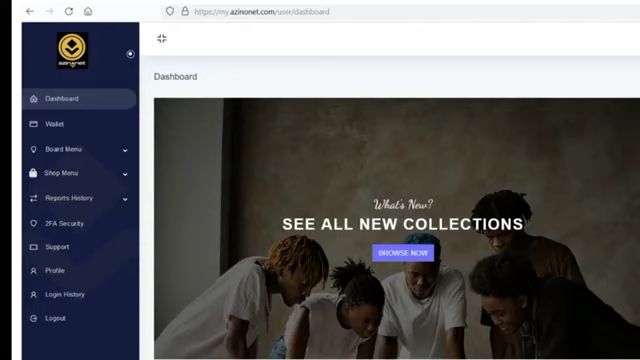 https://my.azinonet.com/user/dashboard
azinonet
Dashboard
Dashboard
Wallet
Board Menu
Shop Menu
Reports History
2FA Security
Support
Profile
Login History
Logout
What's New?
SEE ALL NEW COLLECTIONS
BROWSE NOW